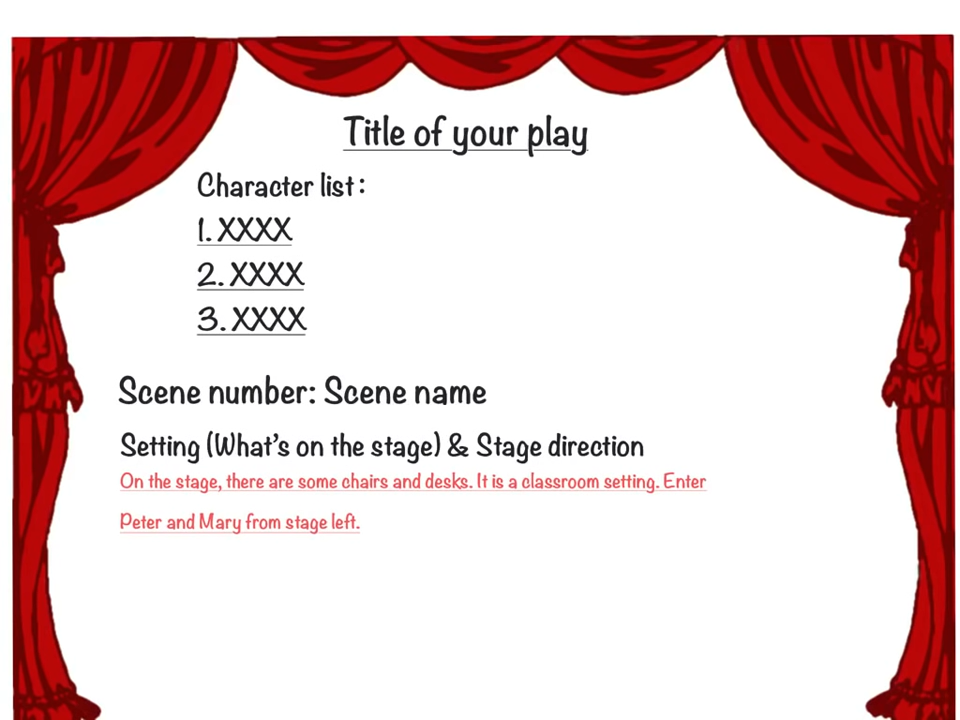 Title of your play
Character list :
1. XXXX
2. XXXX
3. XXXX
Scene number: Scene name
Setting (What's on the stage) & Stage direction
On the stage, there are some chairs and desks. It is a classroom setting. Enter
Peter and Mary from stage left.